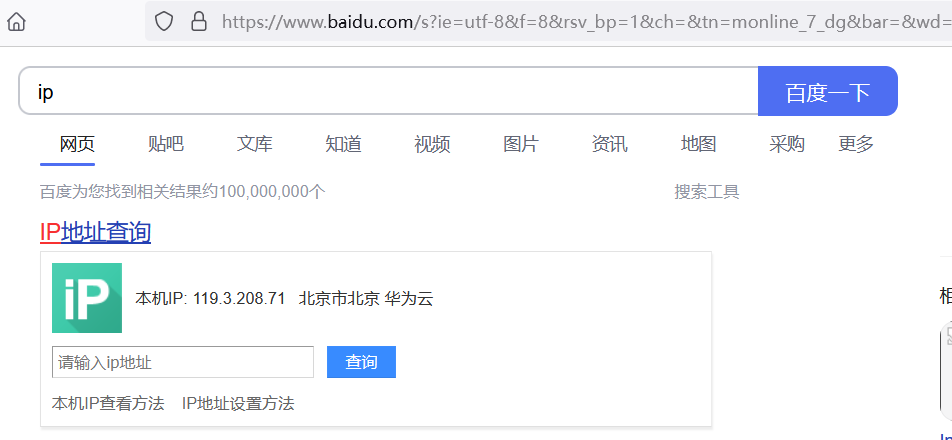 https://www.baidu.com/s?ie=utf-8&f=8&rsv_bp=1&ch=&tn=monline_7_dg&bar=&wd=
ip 百度一下
网页 贴吧 文库 知道 视频 图片 资讯 地图 采购 更多
百度为您找到相关结果约100,000,000个 搜索工具
IP地址查询
iP 本机IP: 119.3.208.71 北京市北京 华为云
请输入ip地址 查询
本机IP查看方法 IP地址设置方法